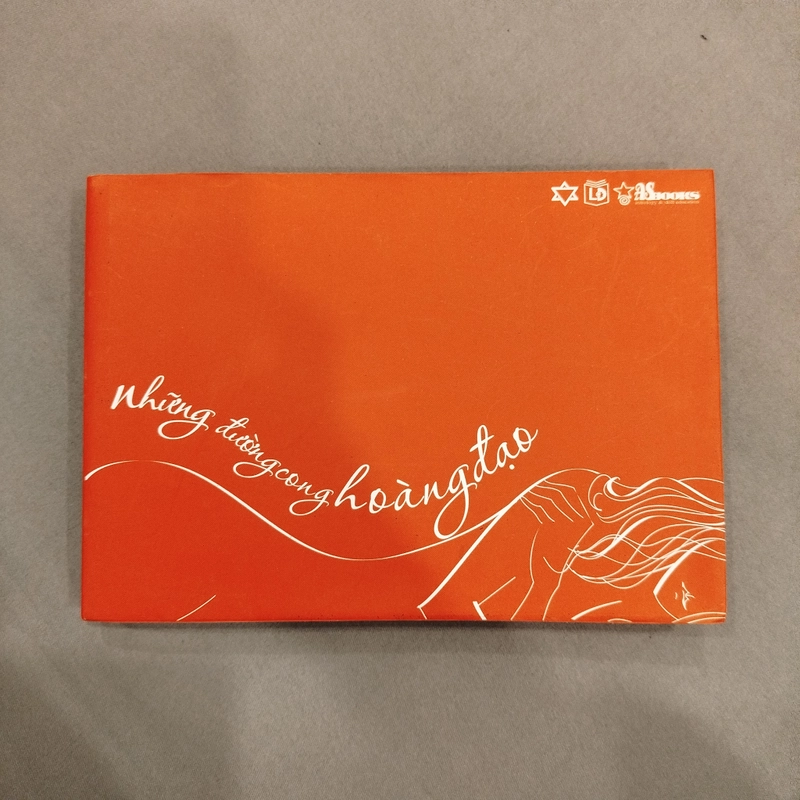 LĐ
ASBOOKS
những đường cong hoàng đạo